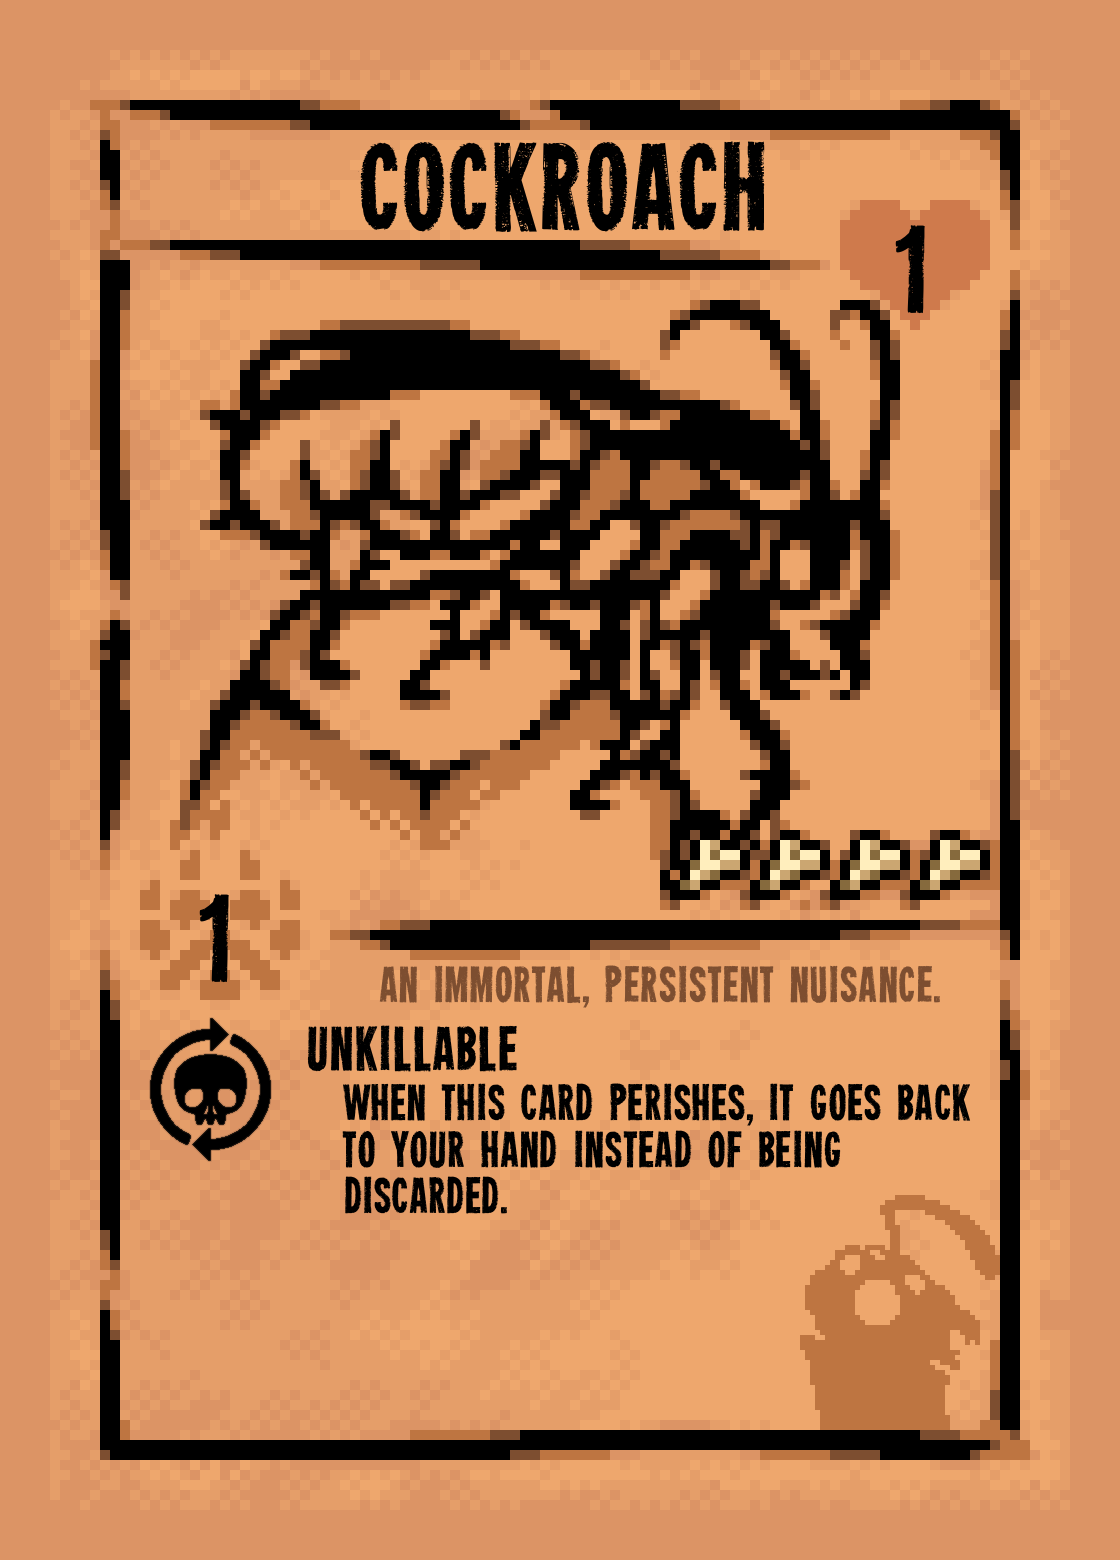 COCKROACH
1
1
AN IMMORTAL, PERSISTENT NUISANCE.
UNKILLABLE
WHEN THIS CARD PERISHES, IT GOES BACK
TO YOUR HAND INSTEAD OF BEING
DISCARDED.